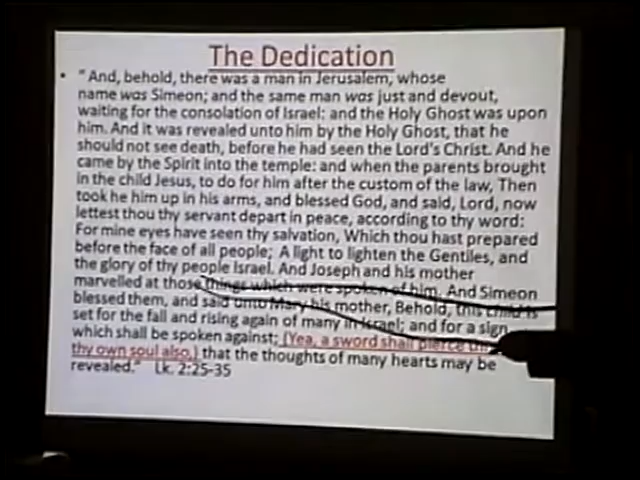 The Dedication
• "And, behold, there was a man in Jerusalem, whose
name was Simeon; and the same man was just and devout,
waiting for the consolation of Israel: and the Holy Ghost was upon
him. And it was revealed unto him by the Holy Ghost, that he
should not see death, before he had seen the Lord's Christ. And he
came by the Spirit into the temple: and when the parents brought
in the child Jesus, to do for him after the custom of the law, Then
took he him up in his arms, and blessed God, and said, Lord, now
lettest thou thy servant depart in peace, according to thy word:
For mine eyes have seen thy salvation, Which thou hast prepared
before the face of all people; A light to lighten the Gentiles, and
the glory of thy people Israel. And Joseph and his mother
marvelled at those things which were spoken of him. And Simeon
blessed them, and said unto Mary his mother, Behold, this child is
set for the fall and rising again of many in Israel; and for a sign
which shall be spoken against; (Yea, a sword shall pierce
thy own soul also,) that the thoughts of many hearts may be
revealed." Lk. 2:25-35